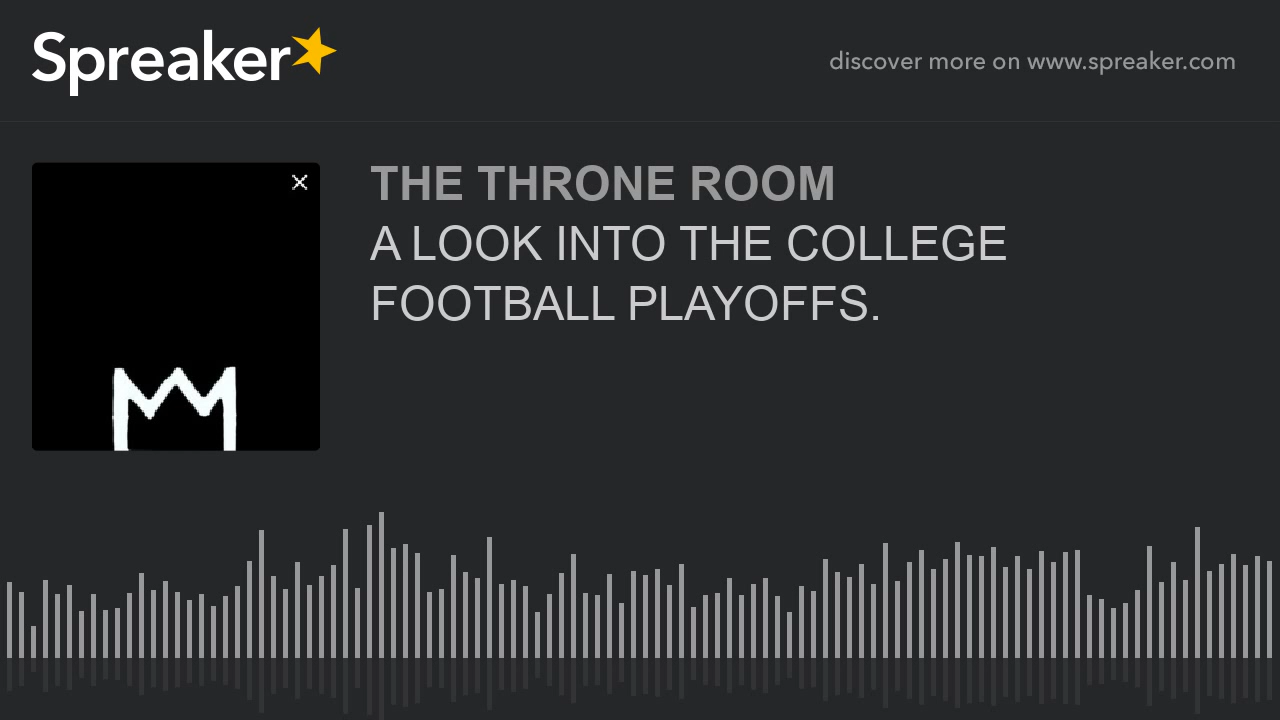 Spreaker
discover more on www.spreaker.com
THE THRONE ROOM
A LOOK INTO THE COLLEGE
FOOTBALL PLAYOFFS.